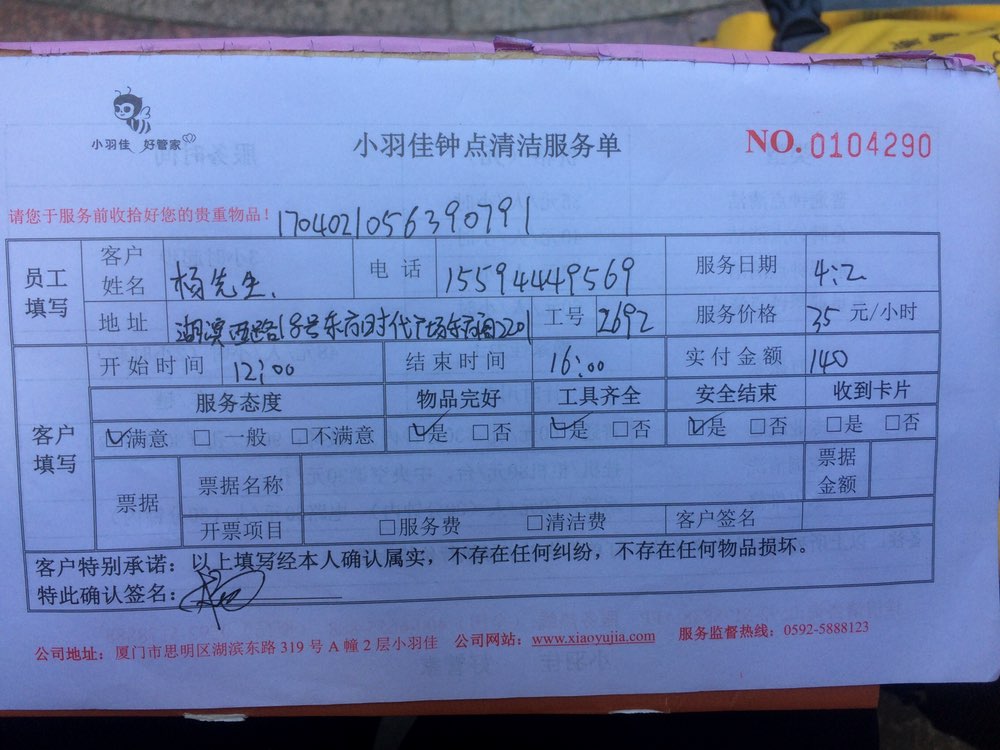 小羽佳 好管家
小羽佳钟点清洁服务单
NO. 0104290
请您于服务前收拾好您的贵重物品! 1704021056390791
员工填写 客户姓名 杨先生. 电话 15594449569 服务日期 4:2
地址 湖滨西路18号东方时代广场东 2201 工号 2692 服务价格 35 元/小时
客户填写 开始时间 12:00 结束时间 16:00 实付金额 140
服务态度 物品完好 工具齐全 安全结束 收到卡片
☑满意 □一般 □不满意 ☑是 □否 ☑是 □否 ☑是 □否 □是 □否
票据 票据名称 票据金额
开票项目 □服务费 □清洁费 客户签名
客户特别承诺：以上填写经本人确认属实，不存在任何纠纷，不存在任何物品损坏。
特此确认签名：
公司地址：厦门市思明区湖滨东路 319 号 A 幢 2 层小羽佳 公司网站：www.xiaoyujia.com 服务监督热线：0592-5888123